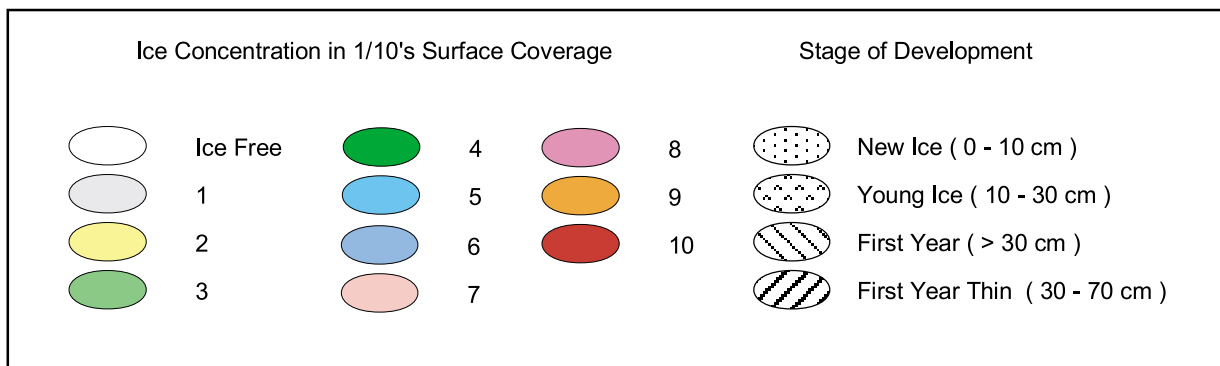 Ice Concentration in 1/10's Surface Coverage
Stage of Development
Ice Free
1
2
3
4
5
6
7
8
9
10
New Ice ( 0 - 10 cm )
Young Ice ( 10 - 30 cm )
First Year ( > 30 cm )
First Year Thin ( 30 - 70 cm )